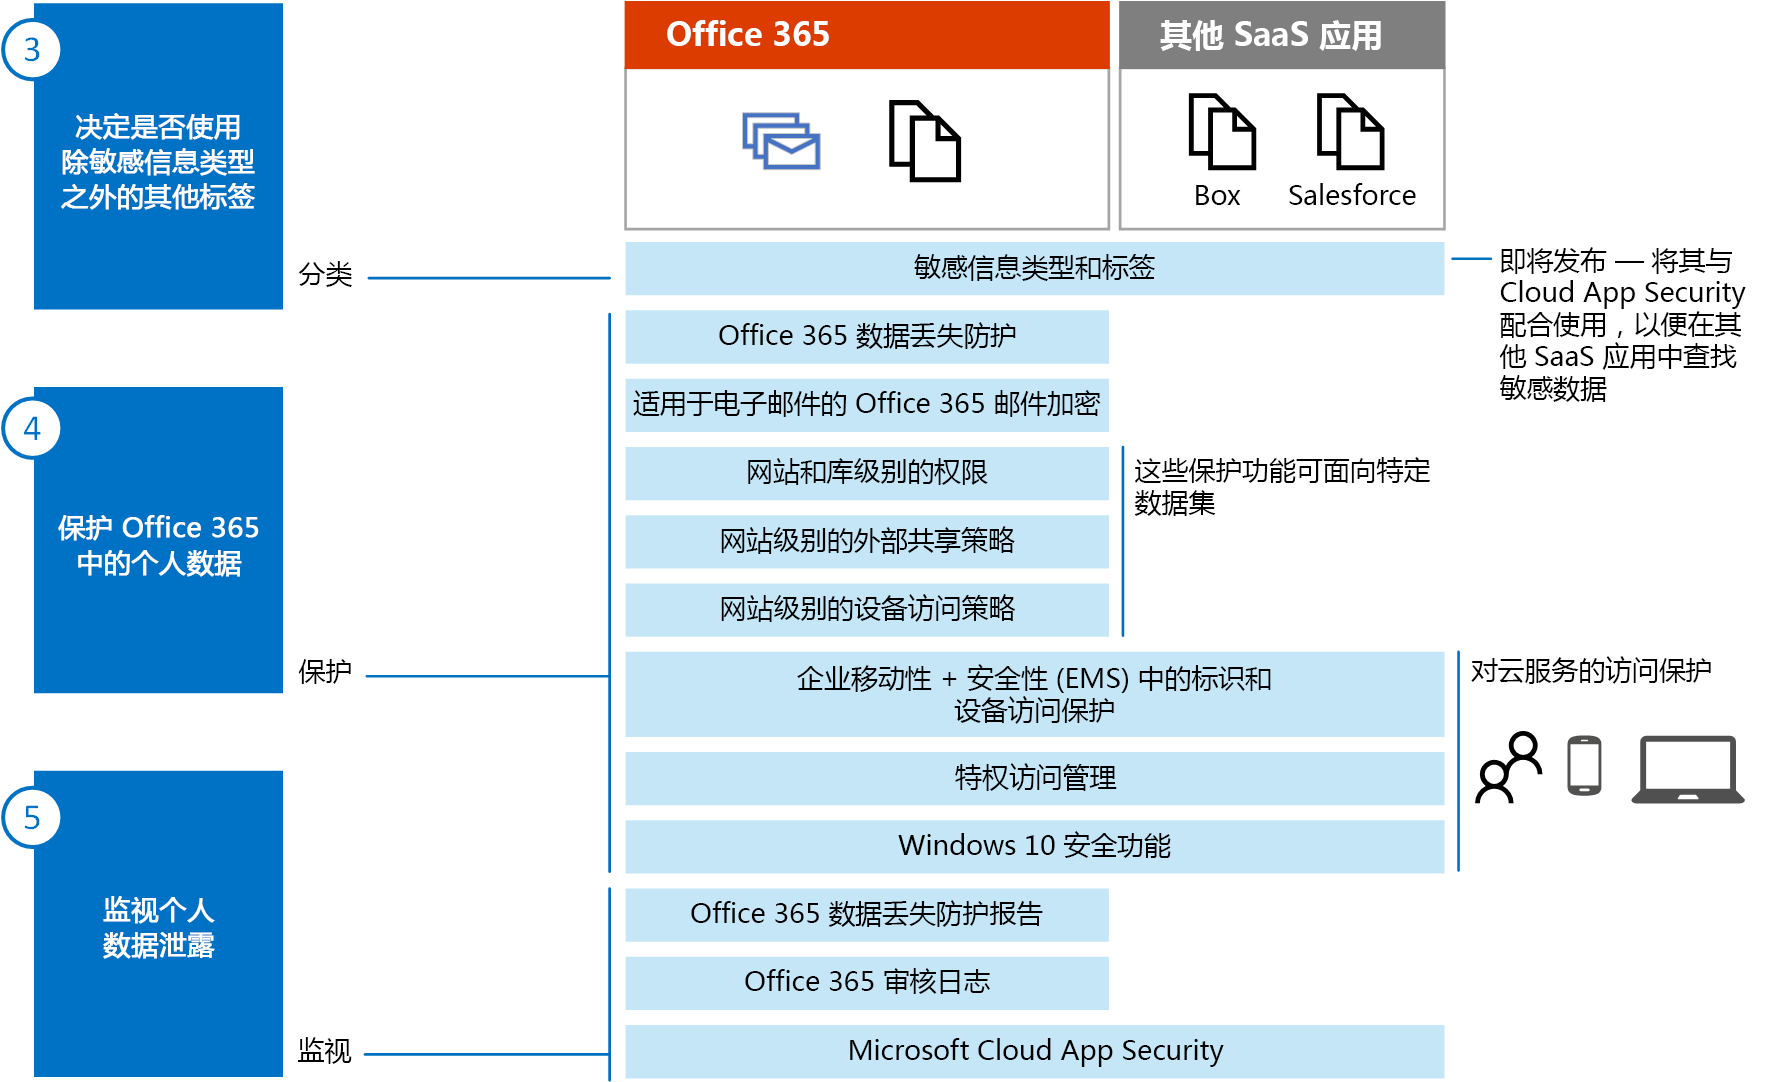 3
决定是否使用
除敏感信息类型
之外的其他标签
Office 365
其他 SaaS 应用
Box
Salesforce
分类
敏感信息类型和标签
即将发布 — 将其与
Cloud App Security
配合使用，以便在其
他 SaaS 应用中查找
敏感数据
4
保护 Office 365
中的个人数据
保护
Office 365 数据丢失防护
适用于电子邮件的 Office 365 邮件加密
网站和库级别的权限
网站级别的外部共享策略
网站级别的设备访问策略
这些保护功能可面向特定
数据集
企业移动性 + 安全性 (EMS) 中的标识和
设备访问保护
特权访问管理
Windows 10 安全功能
对云服务的访问保护
5
监视个人
数据泄露
监视
Office 365 数据丢失防护报告
Office 365 审核日志
Microsoft Cloud App Security